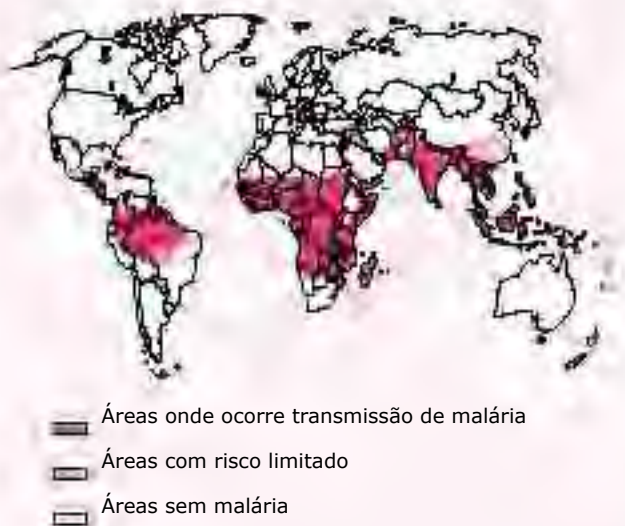 Áreas onde ocorre transmissão de malária
Áreas com risco limitado
Áreas sem malária